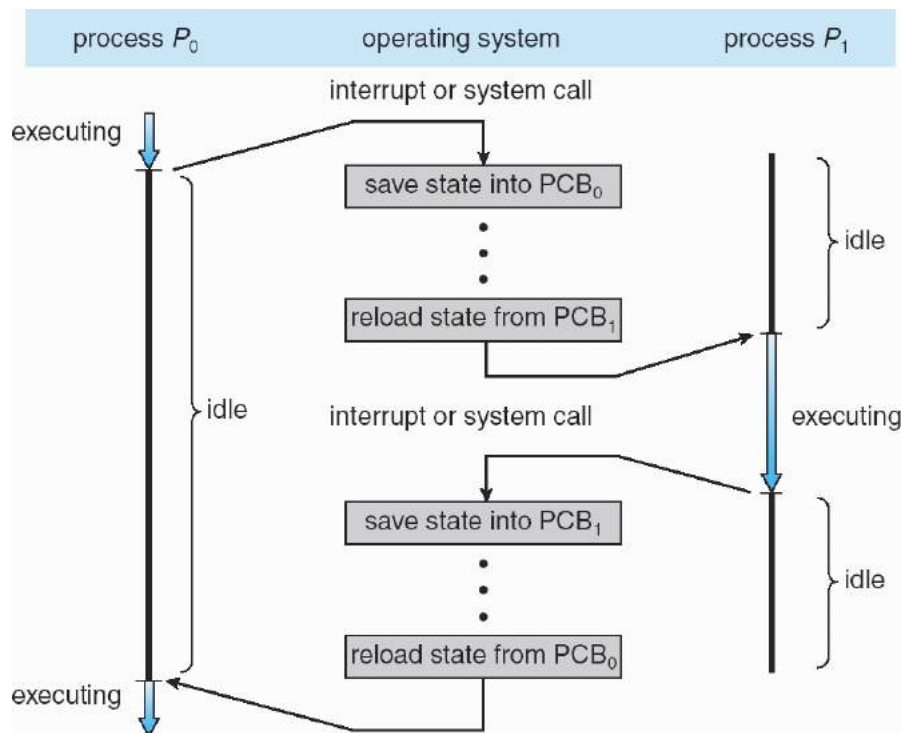 process P₀ operating system process P₁
interrupt or system call
executing
save state into PCB₀
idle
reload state from PCB₁
idle
interrupt or system call
executing
save state into PCB₁
idle
reload state from PCB₀
executing